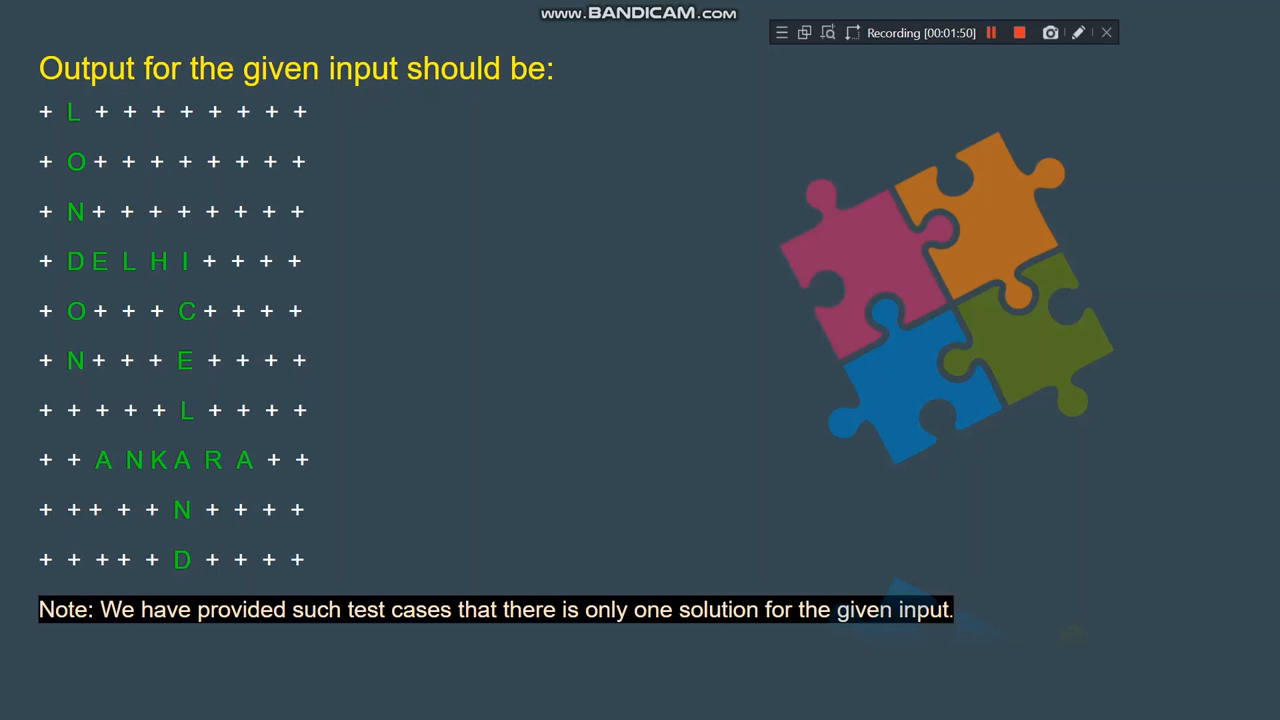 www.BANDICAM.com
Recording [00:01:50]
Output for the given input should be:
+ L + + + + + + + +
+ O + + + + + + + +
+ N + + + + + + + +
+ D E L H I + + + +
+ O + + + C + + + +
+ N + + + E + + + +
+ + + + + L + + + +
+ + A N K A R A + +
+ + + + + N + + + +
+ + + + + D + + + +
Note: We have provided such test cases that there is only one solution for the given input.